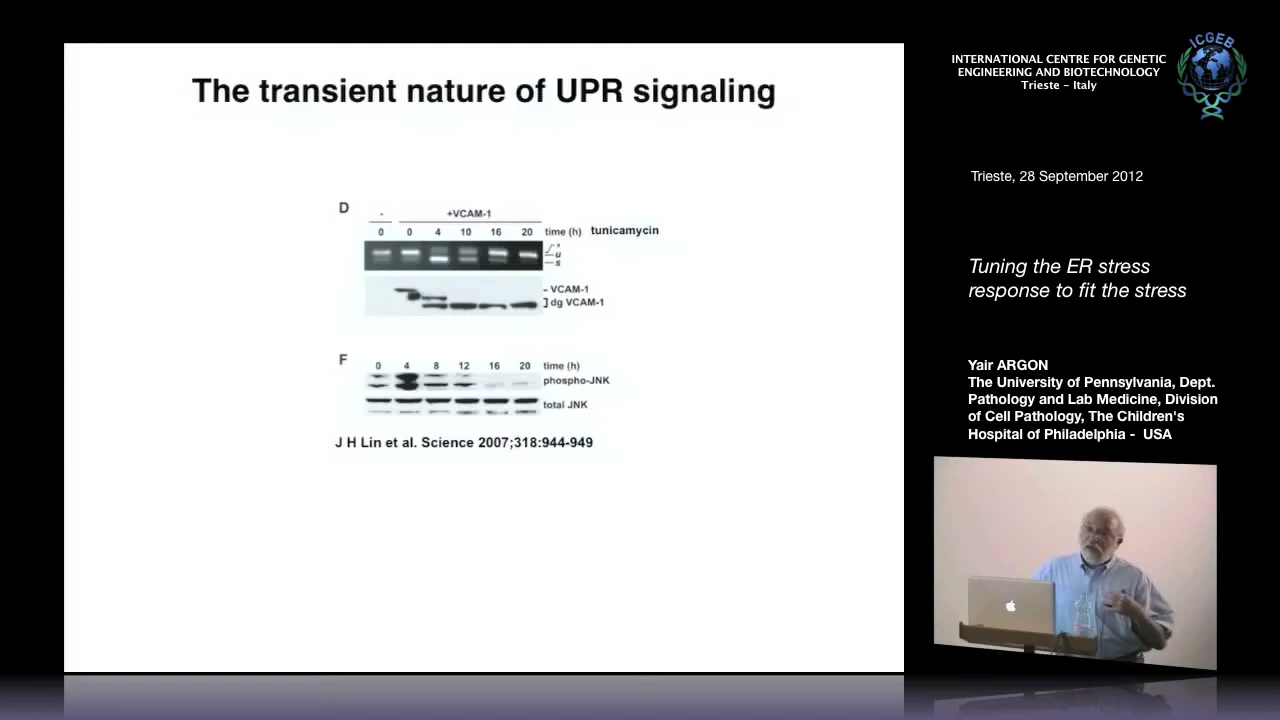 The transient nature of UPR signaling
D
-
+VCAM-1
0 0 4 10 16 20 time (h) tunicamycin
*
u
s
- VCAM-1
] dg VCAM-1
F
0 4 8 12 16 20 time (h)
phospho-JNK
total JNK
J H Lin et al. Science 2007;318:944-949
INTERNATIONAL CENTRE FOR GENETIC
ENGINEERING AND BIOTECHNOLOGY
Trieste - Italy
ICGEB
Trieste, 28 September 2012
Tuning the ER stress
response to fit the stress
Yair ARGON
The University of Pennsylvania, Dept.
Pathology and Lab Medicine, Division
of Cell Pathology, The Children's
Hospital of Philadelphia - USA